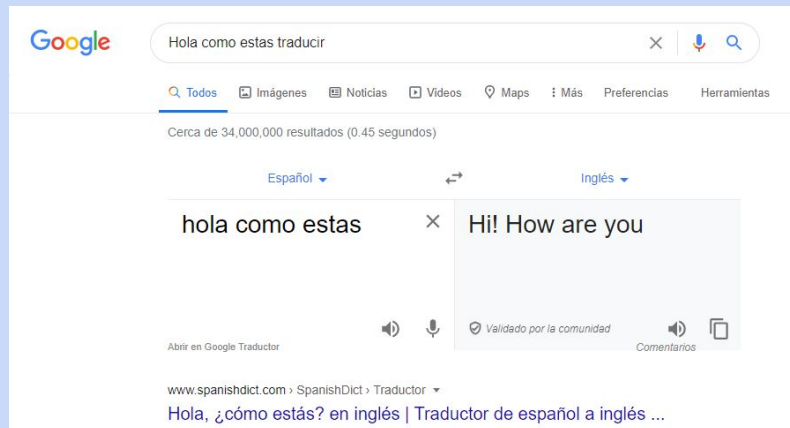 Google
Hola como estas traducir
Todos Imágenes Noticias Videos Maps Más Preferencias Herramientas
Cerca de 34,000,000 resultados (0.45 segundos)
Español Inglés
hola como estas Hi! How are you
Validado por la comunidad
Abrir en Google Traductor Comentarios
www.spanishdict.com › SpanishDict › Traductor
Hola, ¿cómo estás? en inglés | Traductor de español a inglés ...